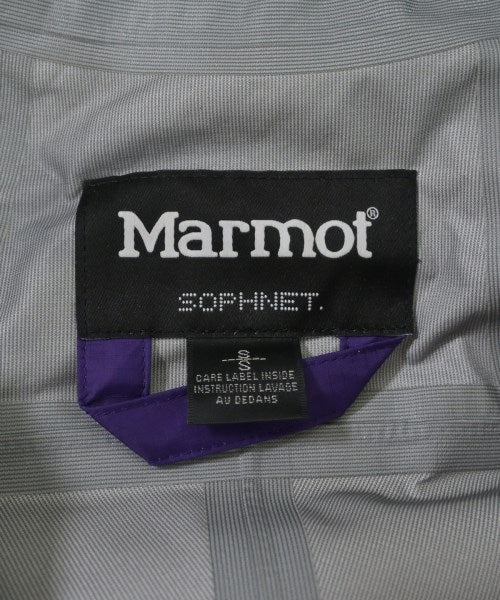 Marmot®
SOPHNET.
S
S
CARE LABEL INSIDE
INSTRUCTION LAVAGE
AU DEDANS